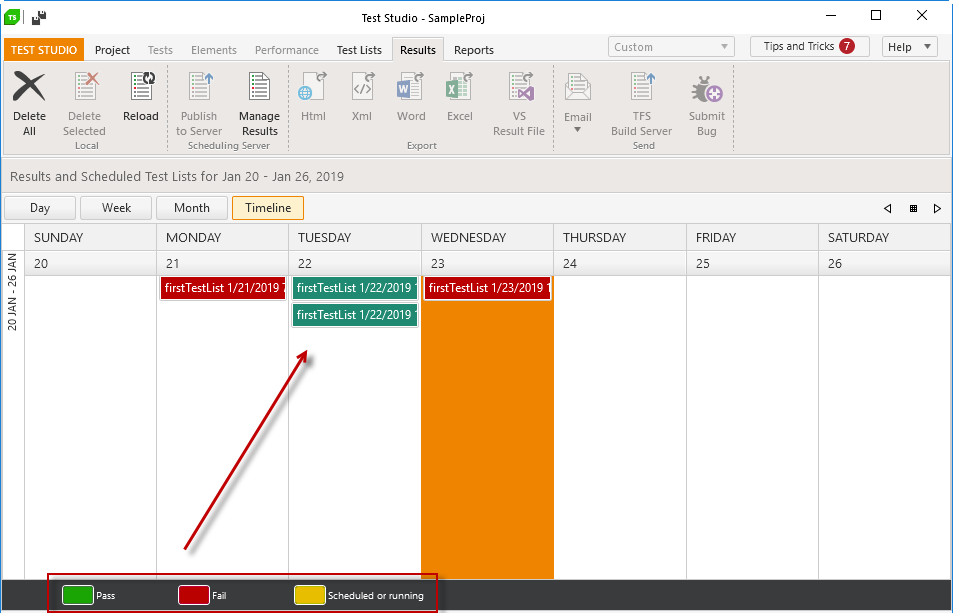 TS
Test Studio - SampleProj
TEST STUDIO Project Tests Elements Performance Test Lists Results Reports Custom Tips and Tricks 7 Help
Delete All
Delete Selected
Reload
Local
Publish to Server
Manage Results
Scheduling Server
Html
Xml
Word
Excel
VS Result File
Export
Email
TFS Build Server
Submit Bug
Send
Results and Scheduled Test Lists for Jan 20 - Jan 26, 2019
Day Week Month Timeline
SUNDAY MONDAY TUESDAY WEDNESDAY THURSDAY FRIDAY SATURDAY
20 21 22 23 24 25 26
20 JAN - 26 JAN
firstTestList 1/21/2019 firstTestList 1/22/2019 firstTestList 1/23/2019
firstTestList 1/22/2019
Pass Fail Scheduled or running